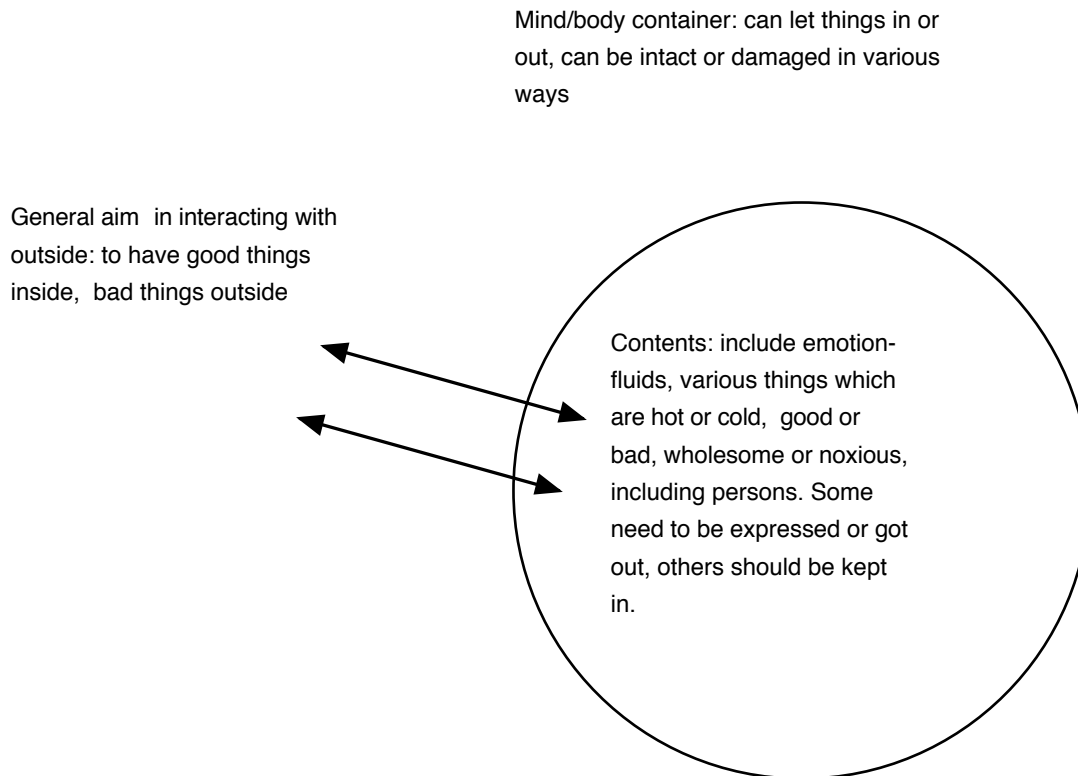 Mind/body container: can let things in or
out, can be intact or damaged in various
ways
General aim  in interacting with
outside: to have good things
inside,  bad things outside
Contents: include emotion-
fluids, various things which
are hot or cold,  good or
bad, wholesome or noxious,
including persons. Some
need to be expressed or got
out, others should be kept
in.